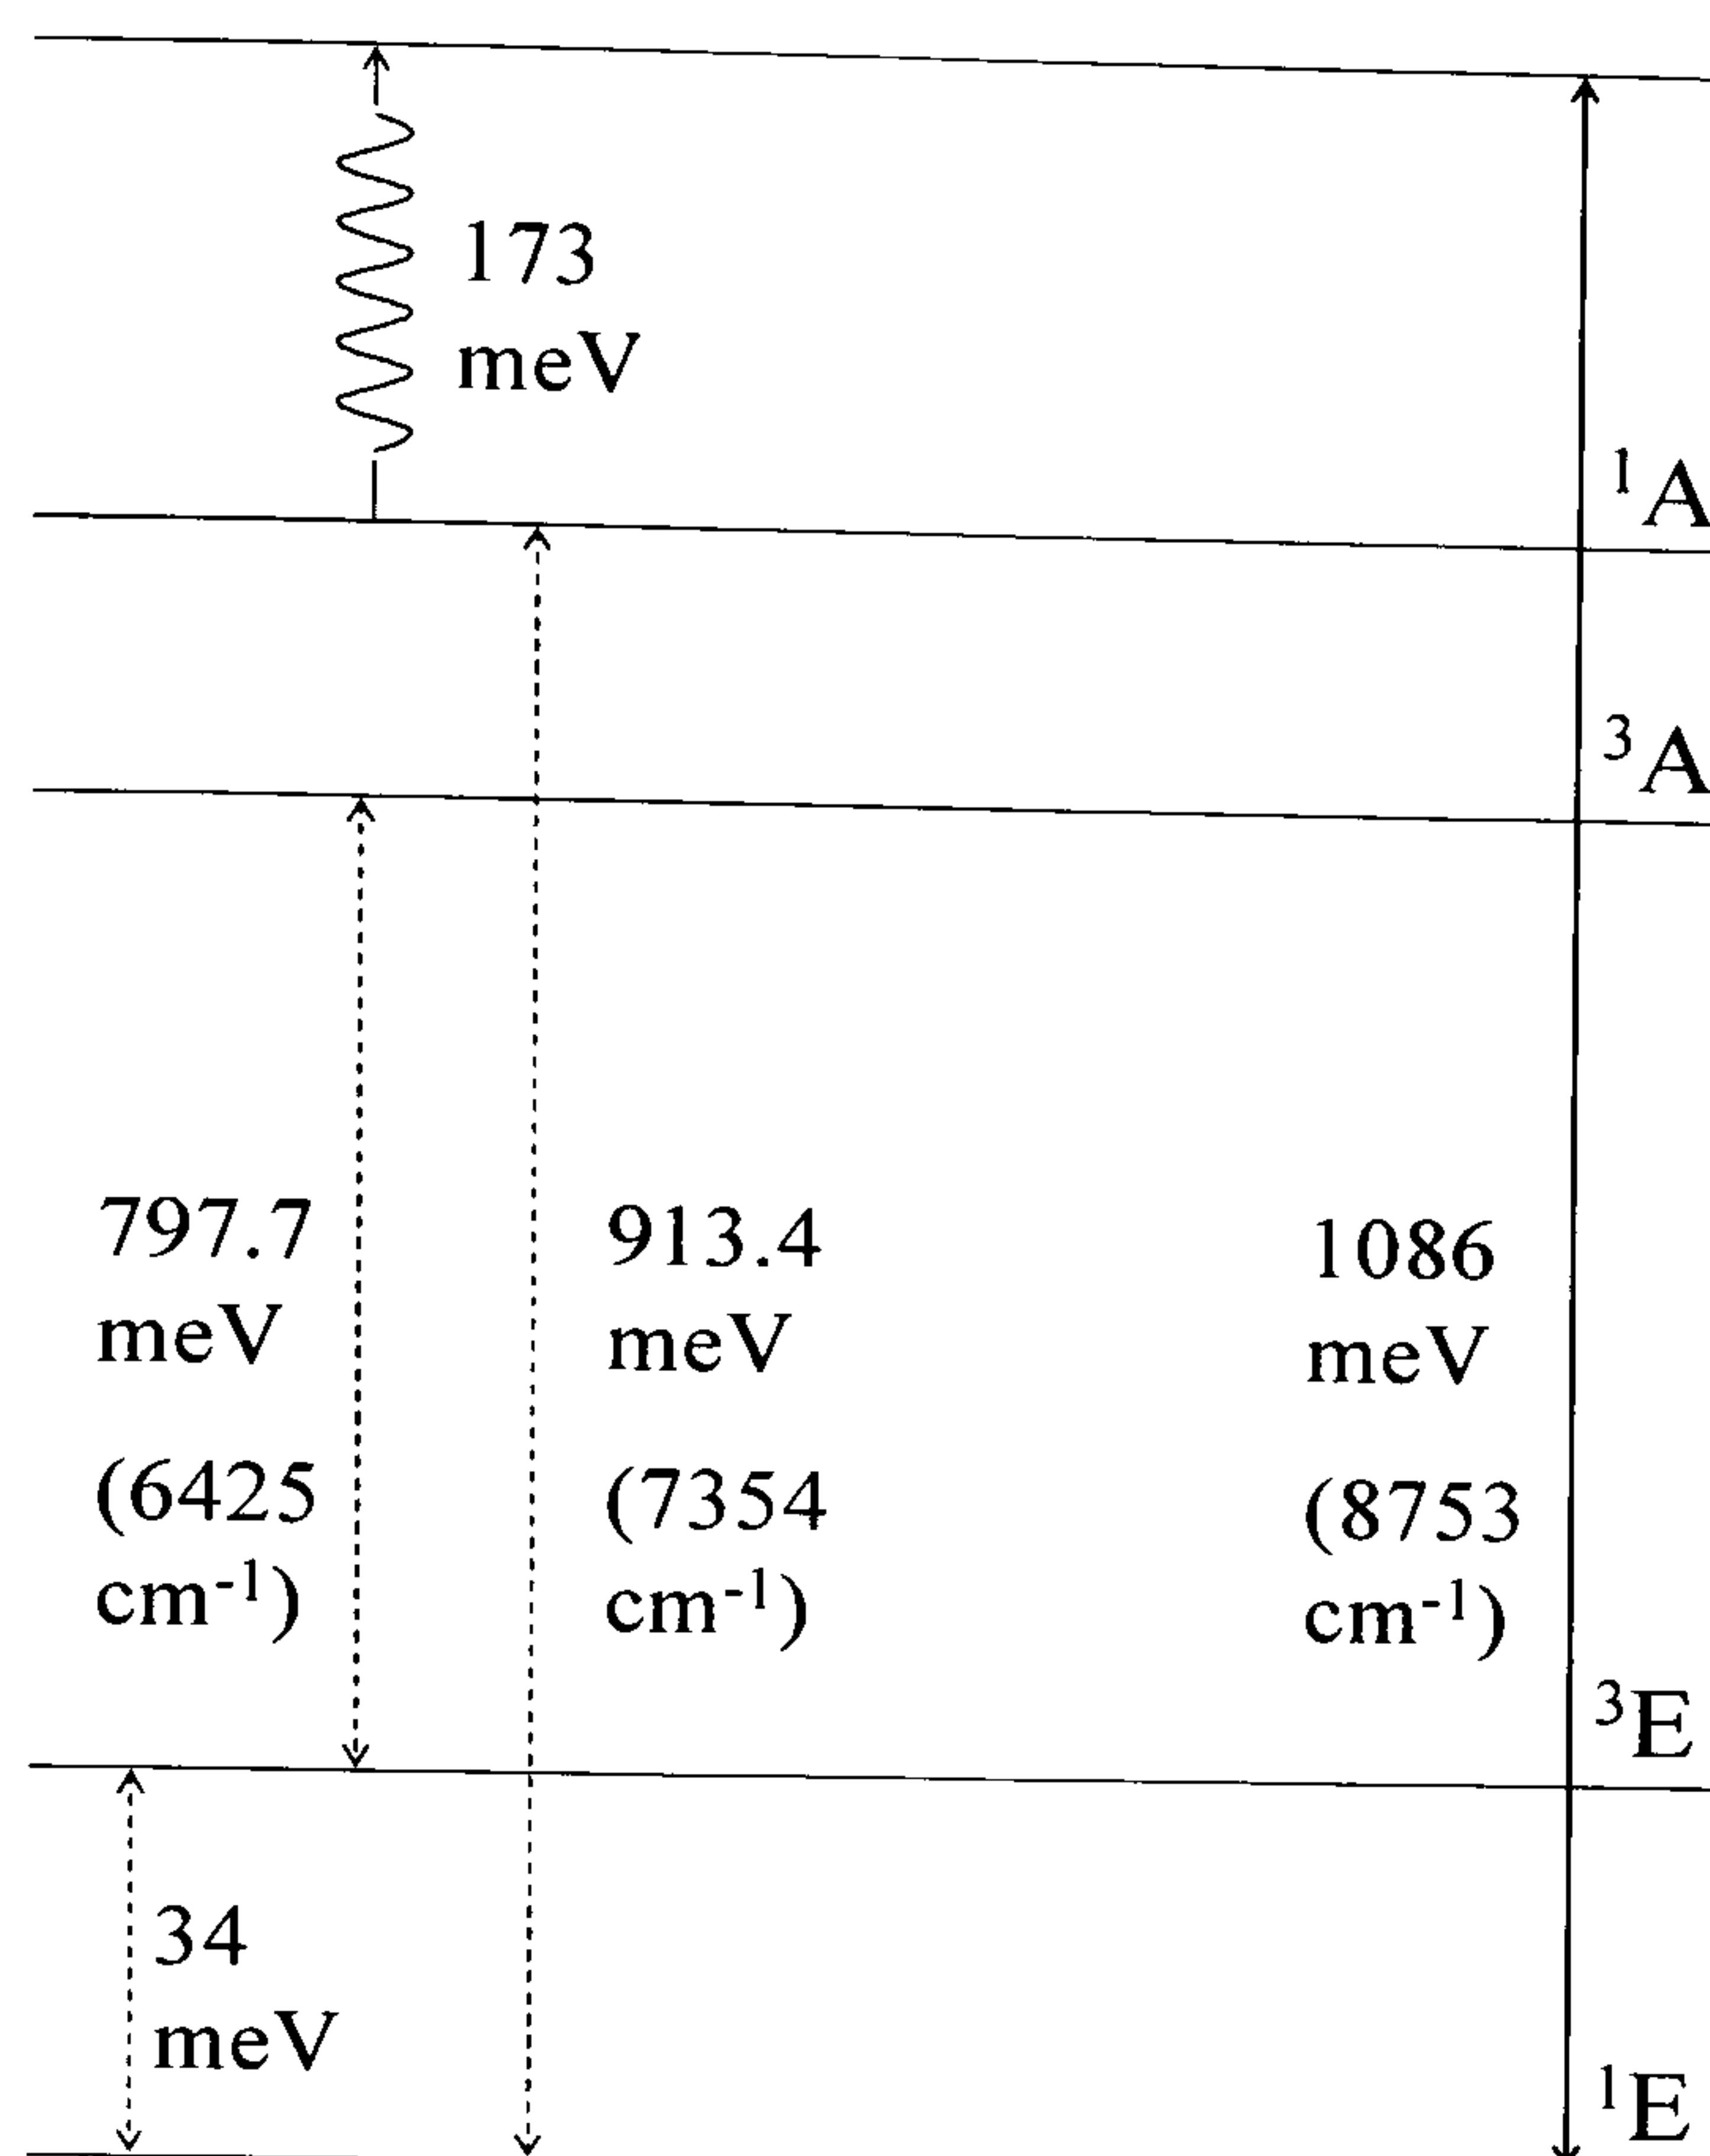 173
meV
¹A
³A
797.7
meV
(6425
cm⁻¹)
913.4
meV
(7354
cm⁻¹)
1086
meV
(8753
cm⁻¹)
³E
34
meV
¹E